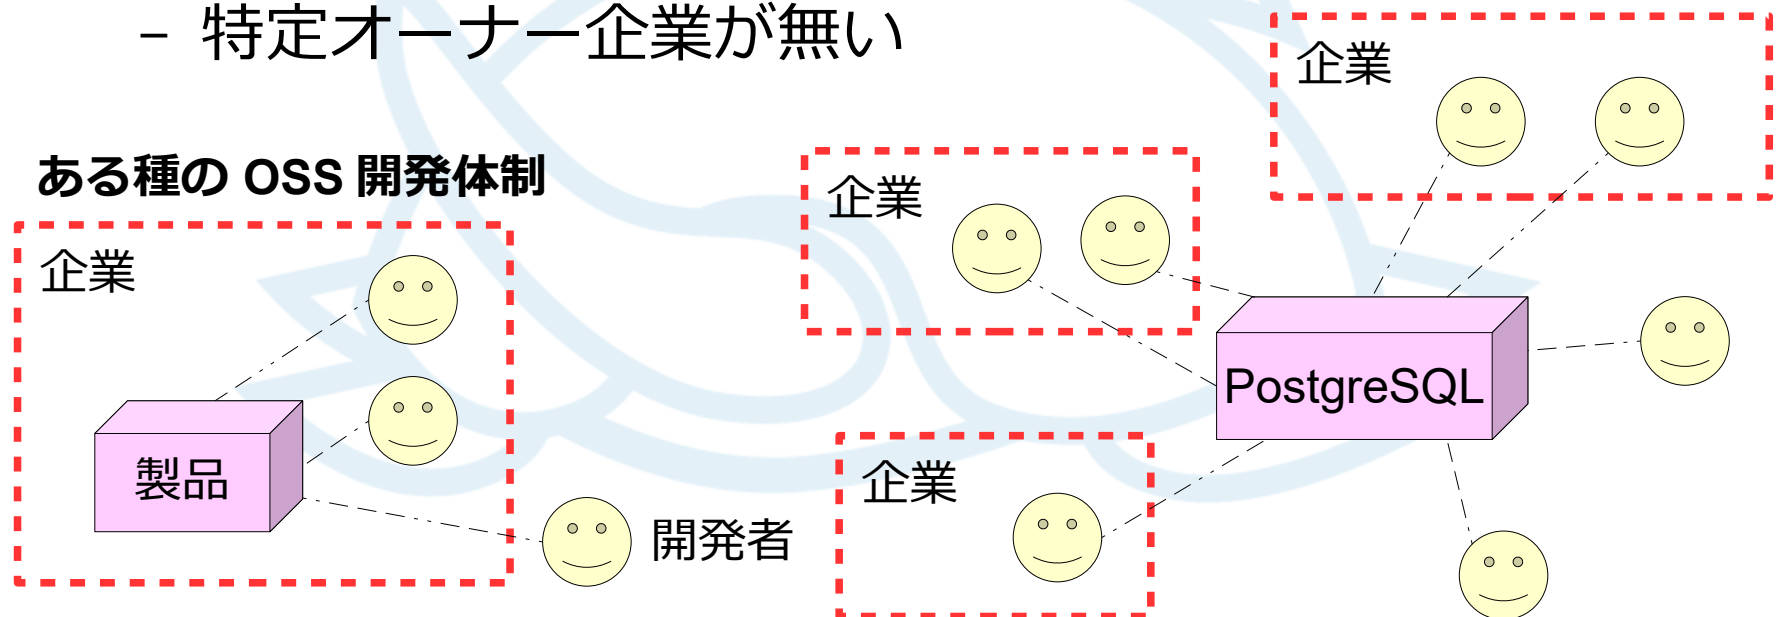 – 特定オーナー企業が無い
ある種の OSS 開発体制
企業
製品
開発者
企業
企業
企業
PostgreSQL